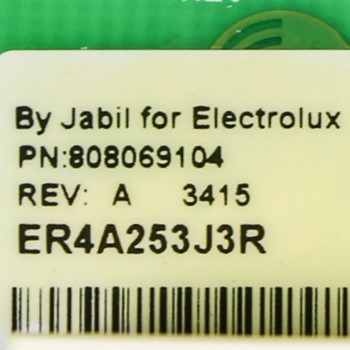 By Jabil for Electrolux
PN:808069104
REV: A 3415
ER4A253J3R